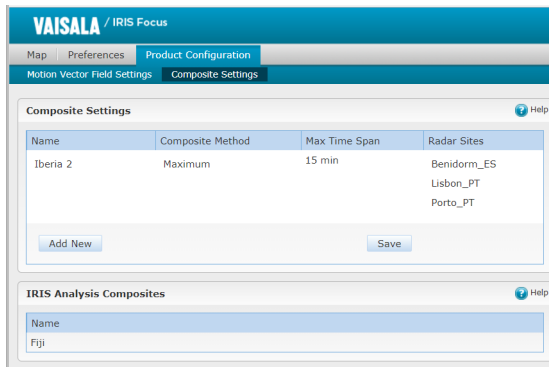 VAISALA / IRIS Focus
Map Preferences Product Configuration
Motion Vector Field Settings Composite Settings
Composite Settings Help
Name Composite Method Max Time Span Radar Sites
Iberia 2 Maximum 15 min Benidorm_ES
Lisbon_PT
Porto_PT
Add New Save
IRIS Analysis Composites Help
Name
Fiji